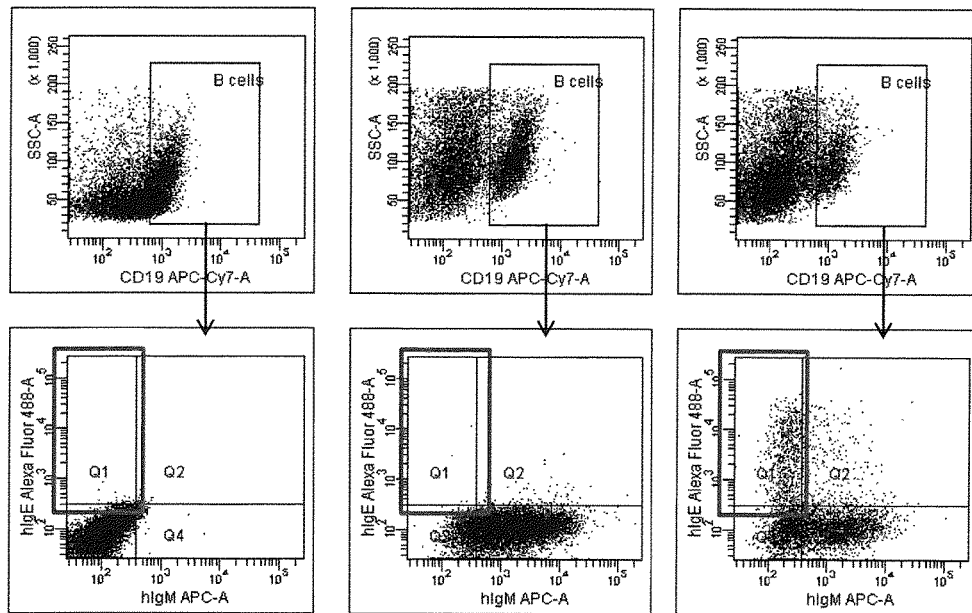 (x 1,000)
250
200
150
100
50
SSC-A
B cells
10² 10³ 10⁴ 10⁵
CD19 APC-Cy7-A
(x 1,000)
250
200
150
100
50
SSC-A
B cells
10² 10³ 10⁴ 10⁵
CD19 APC-Cy7-A
(x 1,000)
250
200
150
100
50
SSC-A
B cells
10² 10³ 10⁴ 10⁵
CD19 APC-Cy7-A
hIgE Alexa Fluor 488-A
10⁵
10⁴
10³
10²
Q1 Q2
Q4
10² 10³ 10⁴ 10⁵
hIgM APC-A
hIgE Alexa Fluor 488-A
10⁵
10⁴
10³
10²
Q1 Q2
Q3 Q4
10² 10³ 10⁴ 10⁵
hIgM APC-A
hIgE Alexa Fluor 488-A
10⁵
10⁴
10³
10²
Q1 Q2
Q4
10² 10³ 10⁴ 10⁵
hIgM APC-A